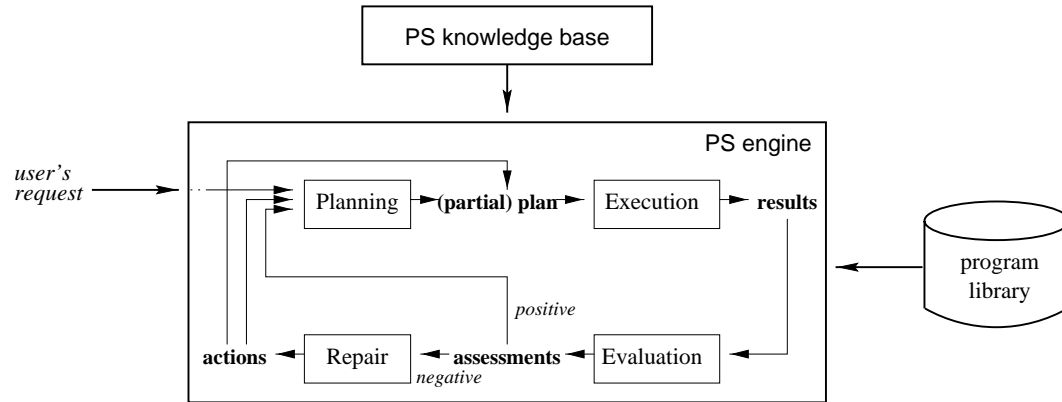 PS knowledge base
PS engine
user's
request
Planning
(partial) plan
Execution
results
program
library
positive
actions
Repair
assessments
Evaluation
negative